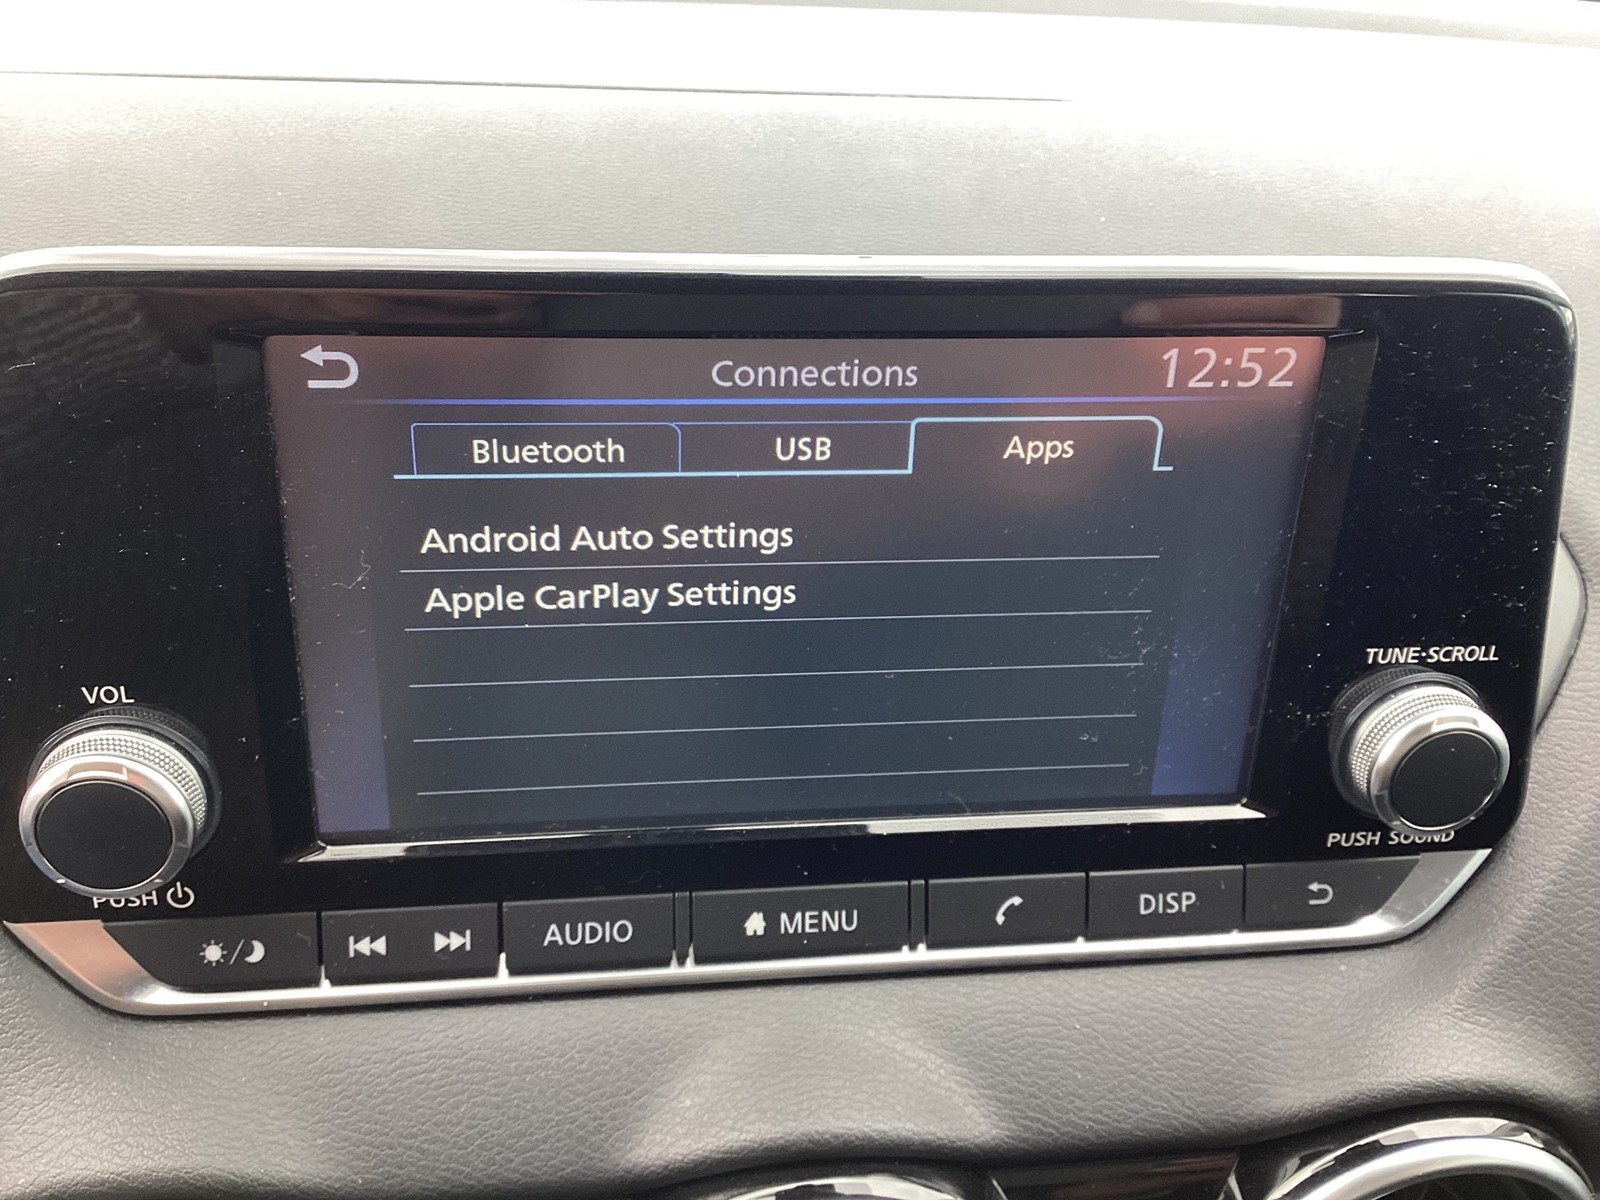 Connections 12:52
Bluetooth USB Apps
Android Auto Settings
Apple CarPlay Settings
VOL
PUSH
TUNE·SCROLL
PUSH SOUND
AUDIO MENU DISP